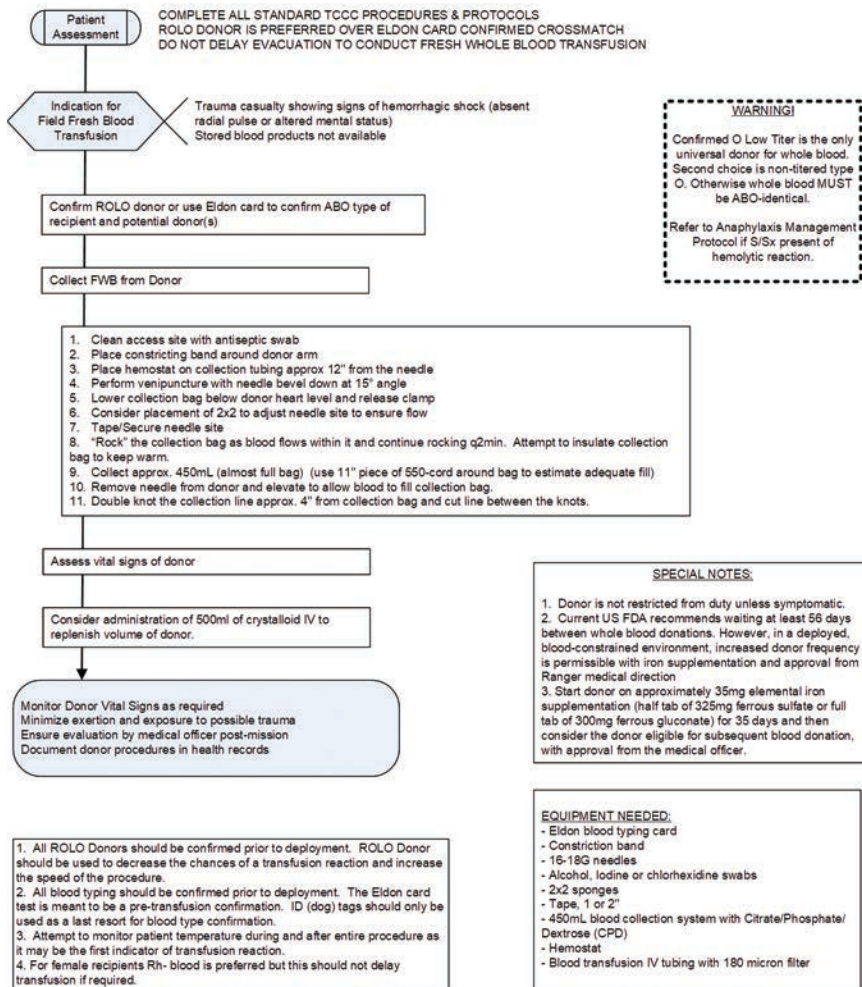 Patient
Assessment
COMPLETE ALL STANDARD TCCC PROCEDURES & PROTOCOLS
ROLO DONOR IS PREFERRED OVER ELDON CARD CONFIRMED CROSSMATCH
DO NOT DELAY EVACUATION TO CONDUCT FRESH WHOLE BLOOD TRANSFUSION
Indication for
Field Fresh Blood
Transfusion
Trauma casualty showing signs of hemorrhagic shock (absent
radial pulse or altered mental status)
Stored blood products not available
WARNING!
Confirmed O Low Titer is the only
universal donor for whole blood.
Second choice is non-titered type
O. Otherwise whole blood MUST
be ABO-identical.
Refer to Anaphylaxis Management
Protocol if S/Sx present of
hemolytic reaction.
Confirm ROLO donor or use Eldon card to confirm ABO type of
recipient and potential donor(s)
Collect FWB from Donor
1. Clean access site with antiseptic swab
2. Place constricting band around donor arm
3. Place hemostat on collection tubing approx 12" from the needle
4. Perform venipuncture with needle bevel down at 15° angle
5. Lower collection bag below donor heart level and release clamp
6. Consider placement of 2x2 to adjust needle site to ensure flow
7. Tape/Secure needle site
8. "Rock" the collection bag as blood flows within it and continue rocking q2min. Attempt to insulate collection
bag to keep warm.
9. Collect approx. 450mL (almost full bag) (use 11" piece of 550-cord around bag to estimate adequate fill)
10. Remove needle from donor and elevate to allow blood to fill collection bag.
11. Double knot the collection line approx. 4" from collection bag and cut line between the knots.
Assess vital signs of donor
Consider administration of 500ml of crystalloid IV to
replenish volume of donor.
Monitor Donor Vital Signs as required
Minimize exertion and exposure to possible trauma
Ensure evaluation by medical officer post-mission
Document donor procedures in health records
SPECIAL NOTES:
1. Donor is not restricted from duty unless symptomatic.
2. Current US FDA recommends waiting at least 56 days
between whole blood donations. However, in a deployed,
blood-constrained environment, increased donor frequency
is permissible with iron supplementation and approval from
Ranger medical direction
3. Start donor on approximately 35mg elemental iron
supplementation (half tab of 325mg ferrous sulfate or full
tab of 300mg ferrous gluconate) for 35 days and then
consider the donor eligible for subsequent blood donation,
with approval from the medical officer.
1. All ROLO Donors should be confirmed prior to deployment. ROLO Donor
should be used to decrease the chances of a transfusion reaction and increase
the speed of the procedure.
2. All blood typing should be confirmed prior to deployment. The Eldon card
test is meant to be a pre-transfusion confirmation. ID (dog) tags should only be
used as a last resort for blood type confirmation.
3. Attempt to monitor patient temperature during and after entire procedure as
it may be the first indicator of transfusion reaction.
4. For female recipients Rh- blood is preferred but this should not delay
transfusion if required.
EQUIPMENT NEEDED:
- Eldon blood typing card
- Constriction band
- 16-18G needles
- Alcohol, Iodine or chlorhexidine swabs
- 2x2 sponges
- Tape, 1 or 2"
- 450mL blood collection system with Citrate/Phosphate/
Dextrose (CPD)
- Hemostat
- Blood transfusion IV tubing with 180 micron filter